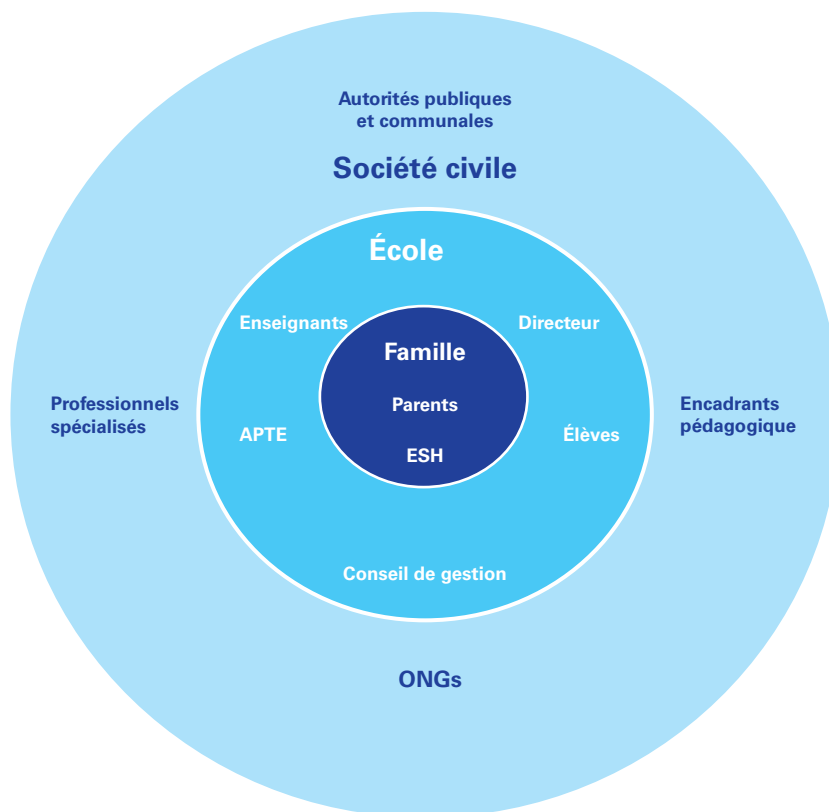 Autorités publiques
et communales
Société civile
École
Enseignants
Directeur
Famille
Parents
ESH
Professionnels
spécialisés
APTE
Élèves
Encadrants
pédagogique
Conseil de gestion
ONGs